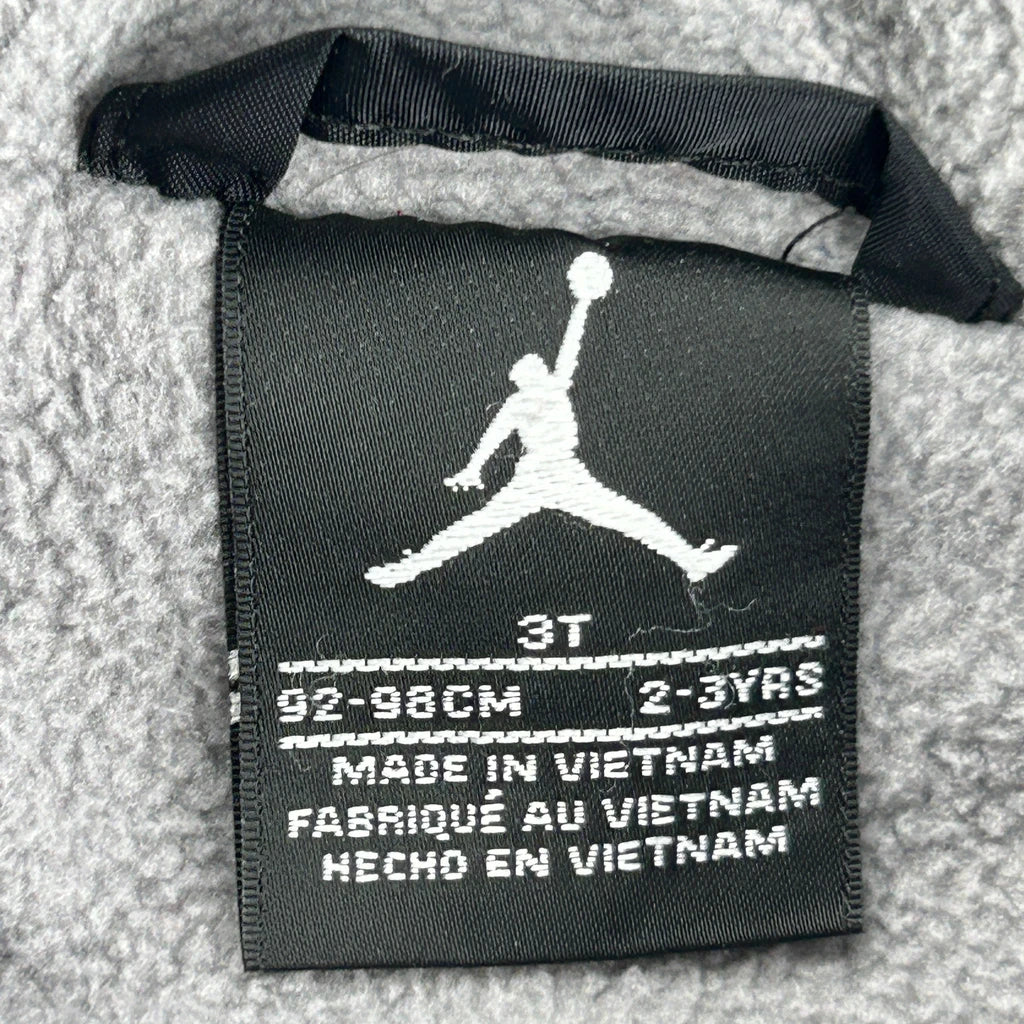 3T
92-98CM 2-3YRS
MADE IN VIETNAM
FABRIQUÉ AU VIETNAM
HECHO EN VIETNAM